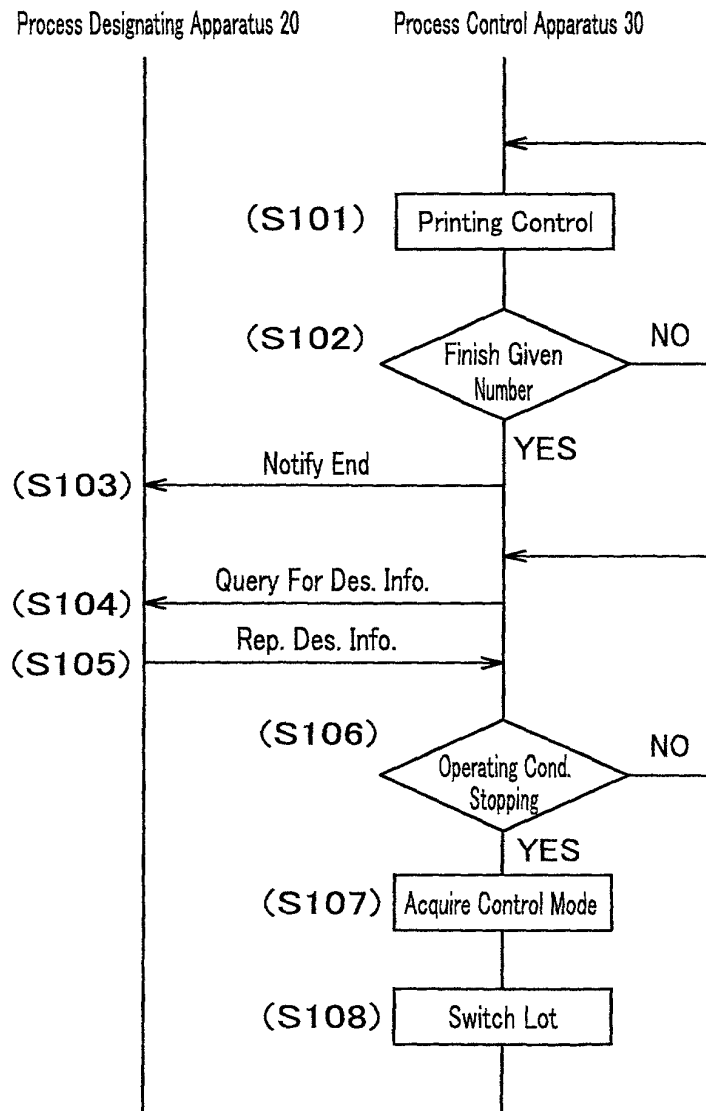 Process Designating Apparatus 20
Process Control Apparatus 30
(S101)
Printing Control
(S102)
Finish Given
Number
NO
YES
Notify End
(S103)
Query For Des. Info.
(S104)
Rep. Des. Info.
(S105)
(S106)
Operating Cond.
Stopping
NO
YES
(S107)
Acquire Control Mode
(S108)
Switch Lot